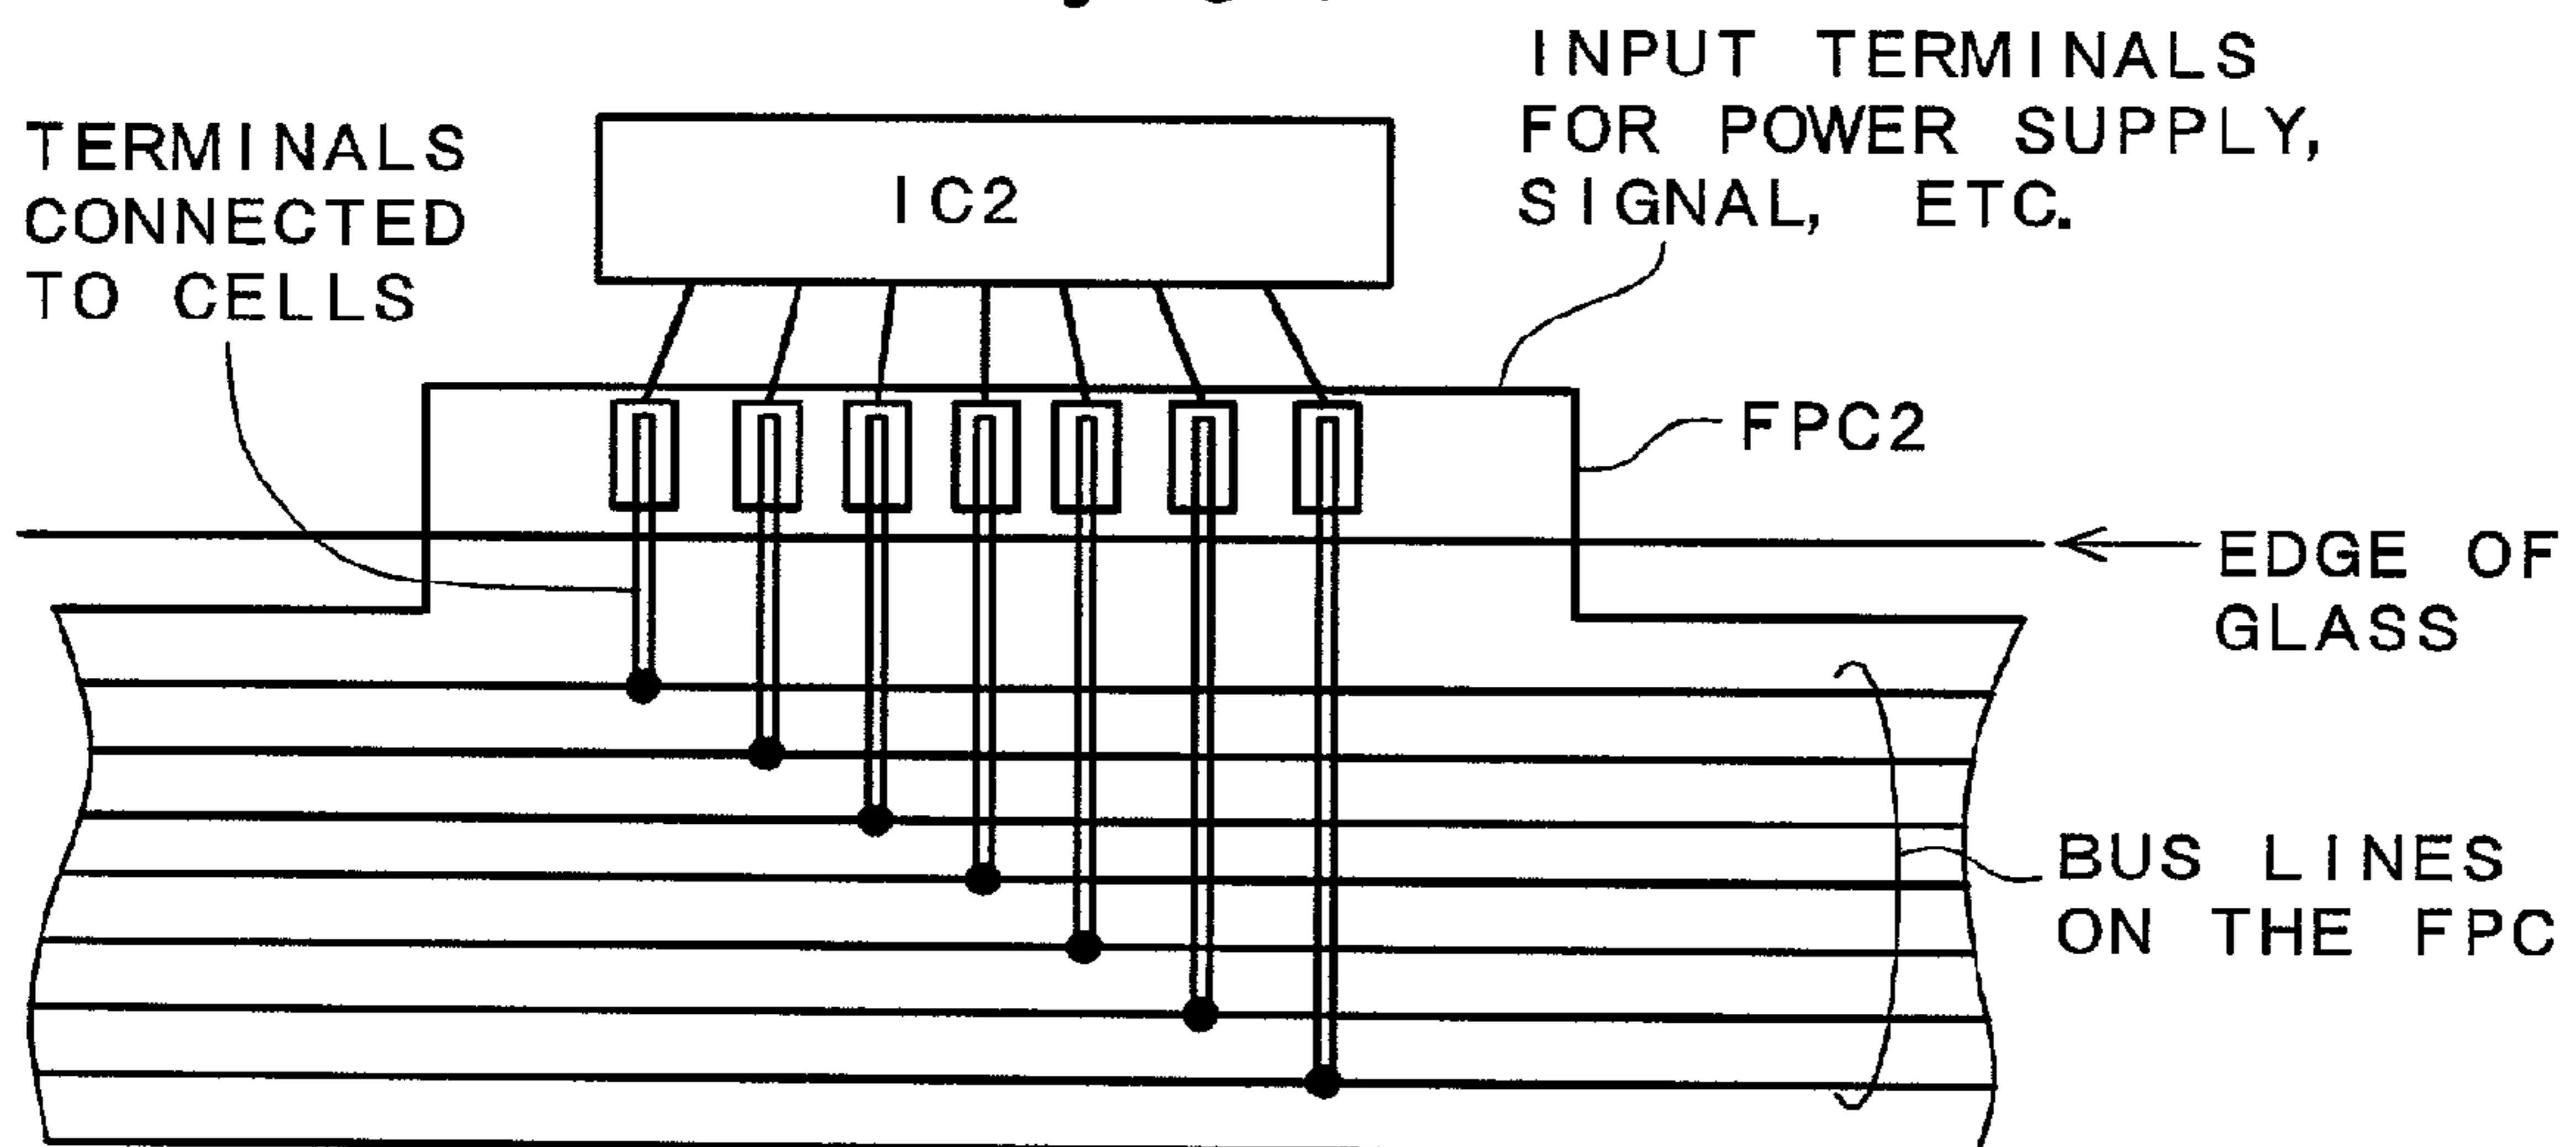 INPUT TERMINALS
FOR POWER SUPPLY,
SIGNAL, ETC.
TERMINALS
CONNECTED
TO CELLS
IC2
FPC2
EDGE OF
GLASS
BUS LINES
ON THE FPC